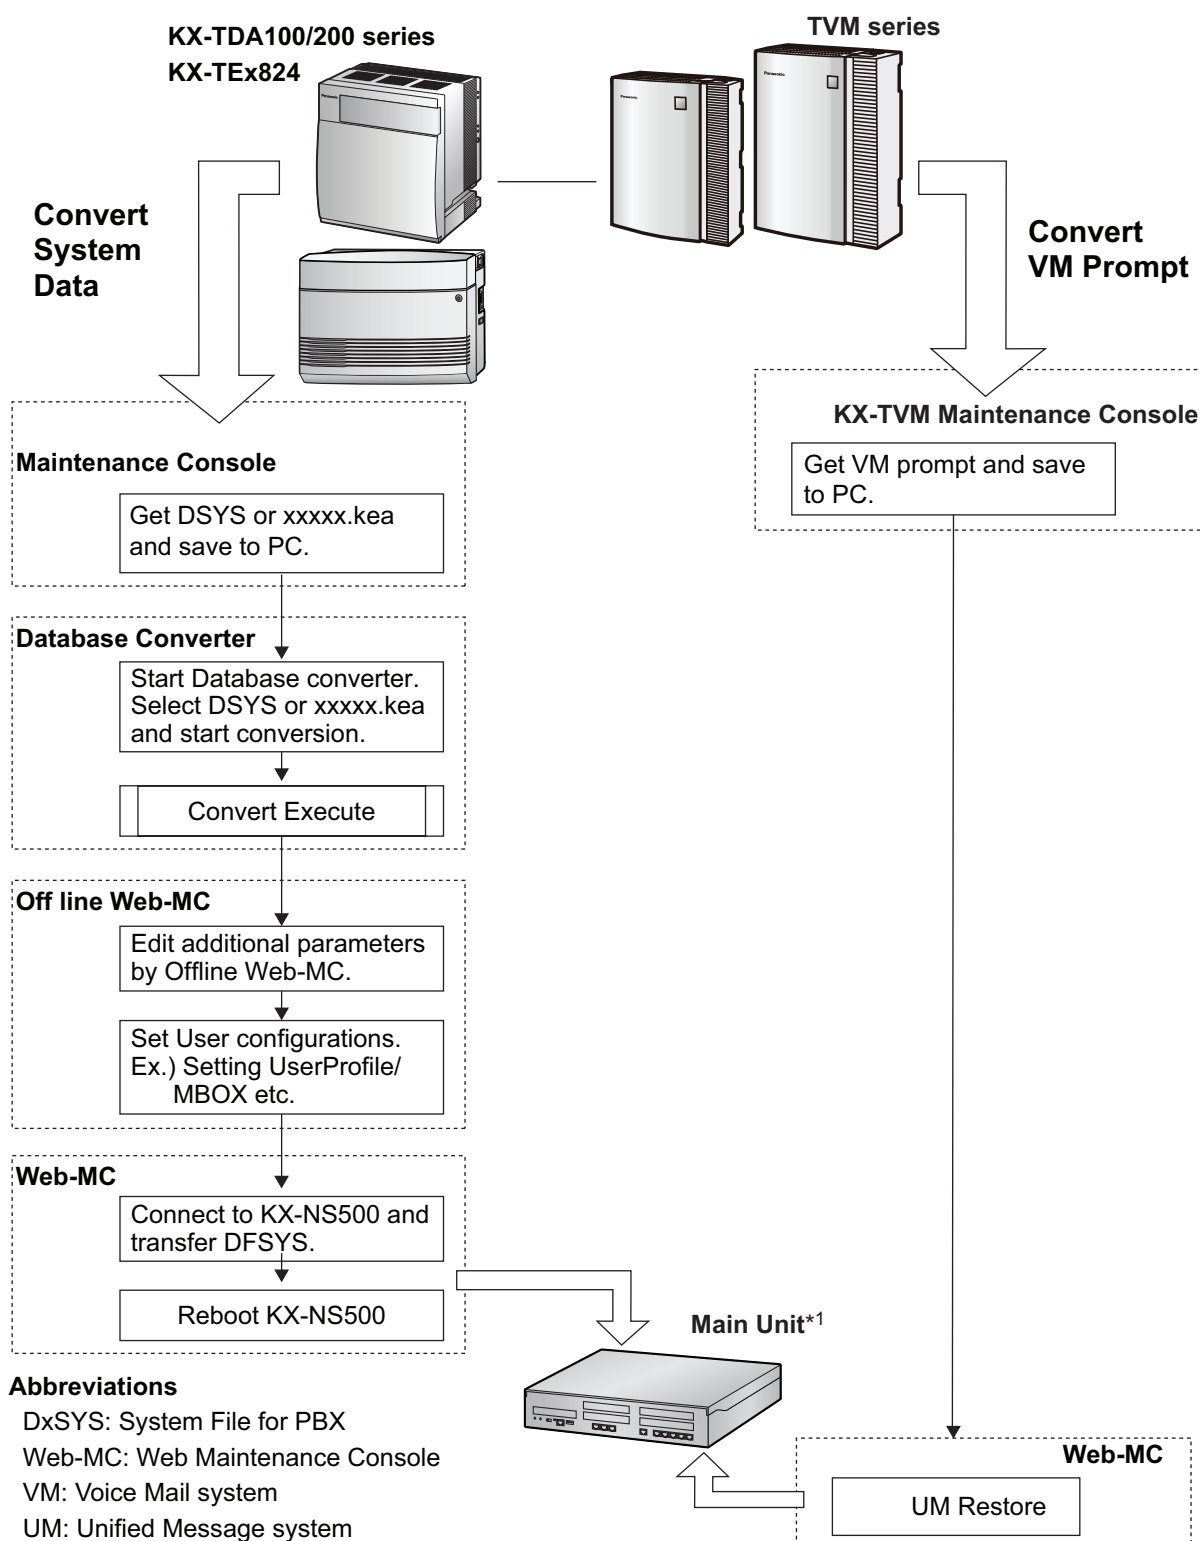 KX-TDA100/200 series
KX-TEx824
TVM series
Panasonic
Panasonic
Panasonic
Convert
System
Data
Convert
VM Prompt
Maintenance Console
Get DSYS or xxxxx.kea
and save to PC.
KX-TVM Maintenance Console
Get VM prompt and save
to PC.
Database Converter
Start Database converter.
Select DSYS or xxxxx.kea
and start conversion.
Convert Execute
Off line Web-MC
Edit additional parameters
by Offline Web-MC.
Set User configurations.
Ex.) Setting UserProfile/
MBOX etc.
Web-MC
Connect to KX-NS500 and
transfer DFSYS.
Reboot KX-NS500
Main Unit*1
Abbreviations
DxSYS: System File for PBX
Web-MC: Web Maintenance Console
VM: Voice Mail system
UM: Unified Message system
Web-MC
UM Restore